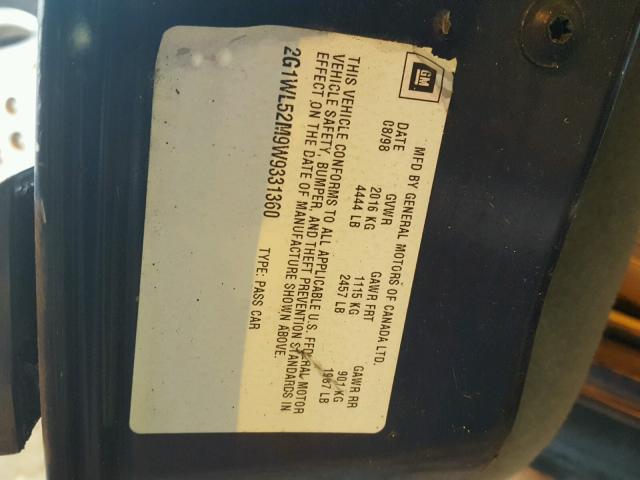 GM
MFD BY GENERAL MOTORS OF CANADA LTD.
DATE GVWR GAWR FRT GAWR RR
08/98 2016 KG 1115 KG 901 KG
4444 LB 2457 LB 1987 LB
THIS VEHICLE CONFORMS TO ALL APPLICABLE U.S. FEDERAL MOTOR
VEHICLE SAFETY, BUMPER, AND THEFT PREVENTION STANDARDS IN
EFFECT ON THE DATE OF MANUFACTURE SHOWN ABOVE.
2G1WL52M9W9331360 TYPE: PASS CAR